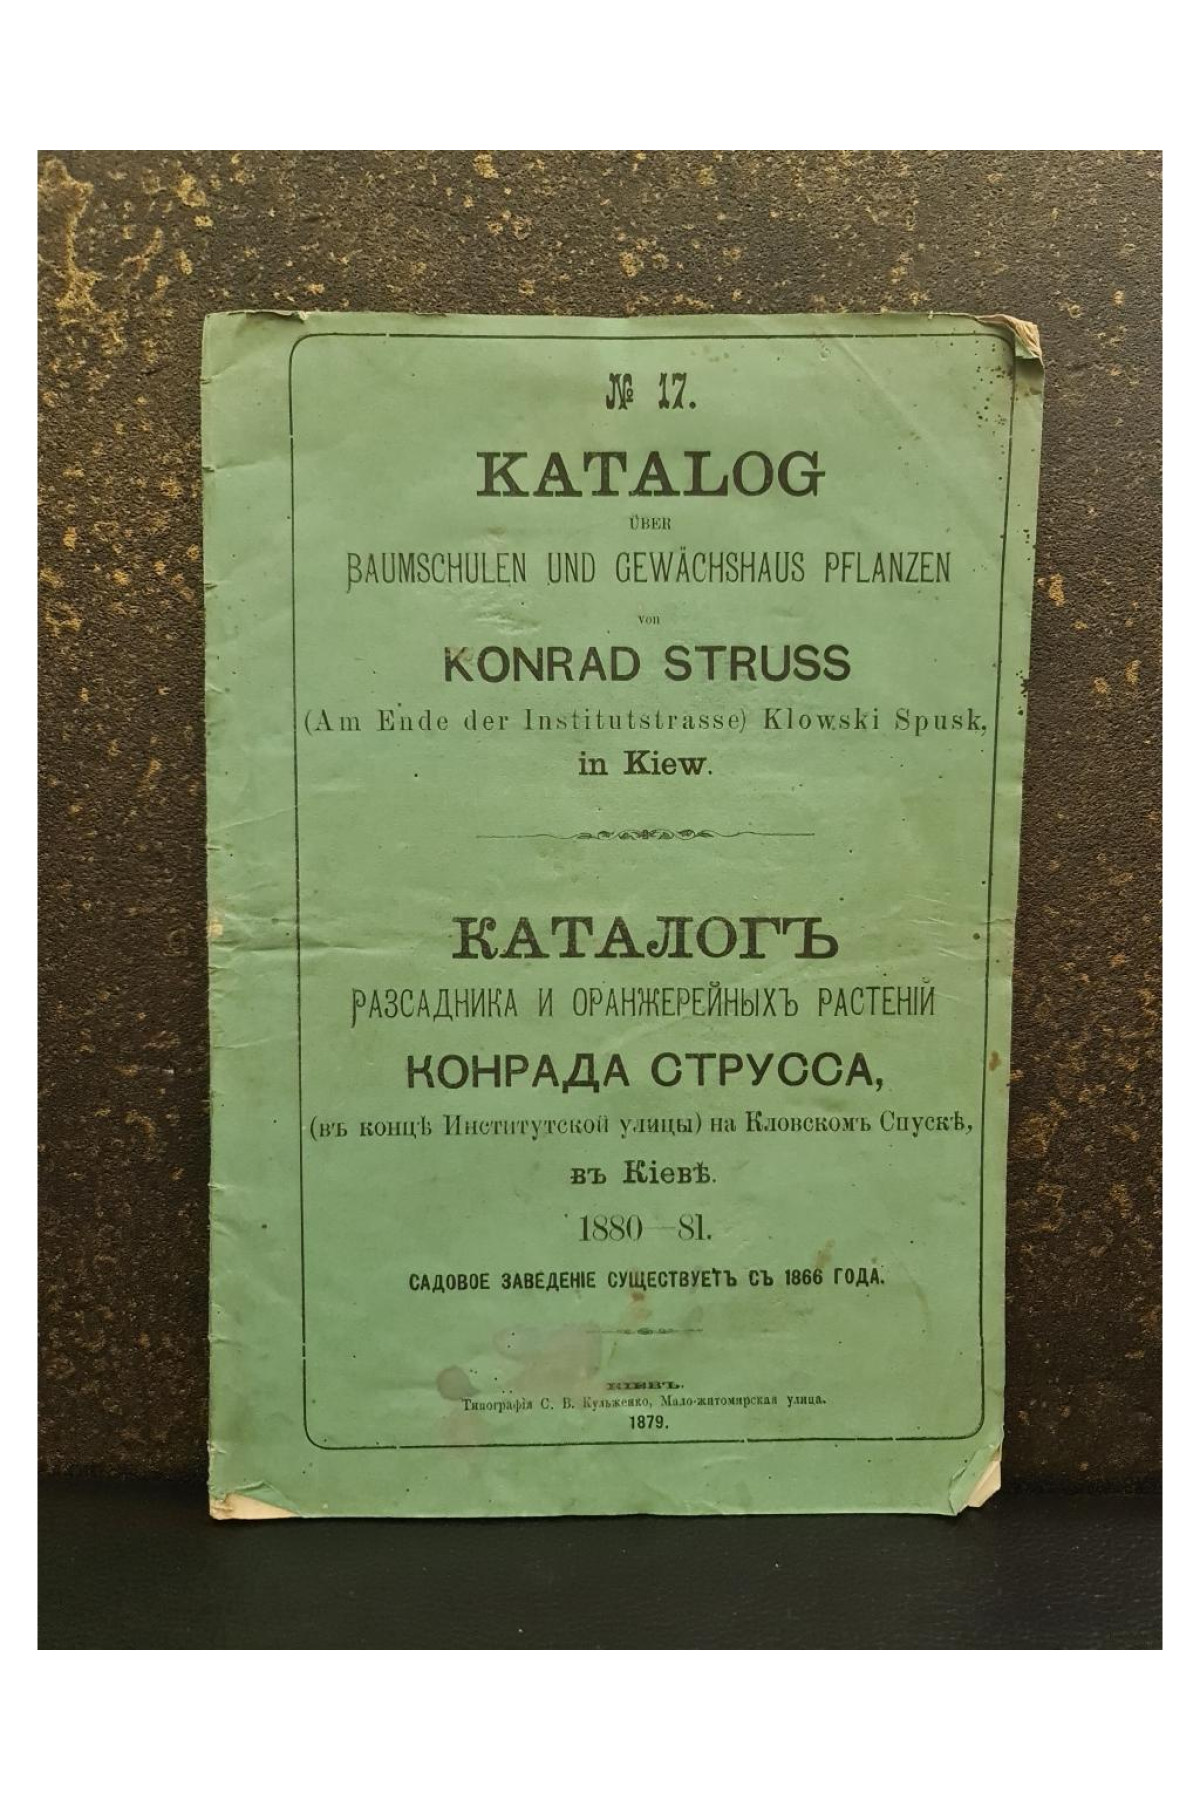 № 17.
KATALOG
ÜBER
BAUMSCHULEN UND GEWÄCHSHAUS PFLANZEN
von
KONRAD STRUSS
(Am Ende der Institutstrasse) Klowski Spusk,
in Kiew.
КАТАЛОГЪ
РАЗСАДНИКА И ОРАНЖЕРЕЙНЫХЪ РАСТЕНІЙ
КОНРАДА СТРУССА,
(въ концѣ Институтской улицы) на Кловскомъ Спускѣ,
въ Кіевѣ.
1880—81.
САДОВОЕ ЗАВЕДЕНІЕ СУЩЕСТВУЕТЪ СЪ 1866 ГОДА.
КІЕВЪ.
Типографія С. В. Кульженко, Мало-житомирская улица.
1879.